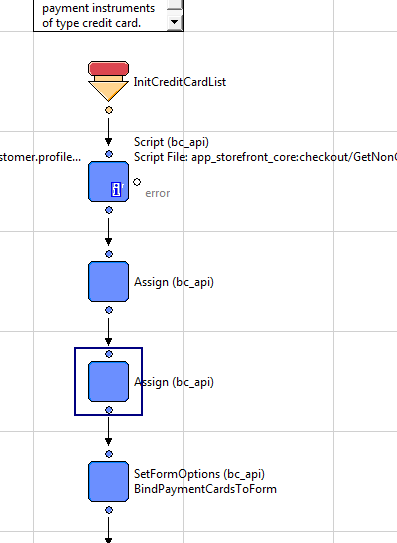 payment instruments
of type credit card.
InitCreditCardList
Script (bc_api)
stomer.profile...
Script File: app_storefront_core:checkout/GetNon
error
Assign (bc_api)
Assign (bc_api)
SetFormOptions (bc_api)
BindPaymentCardsToForm